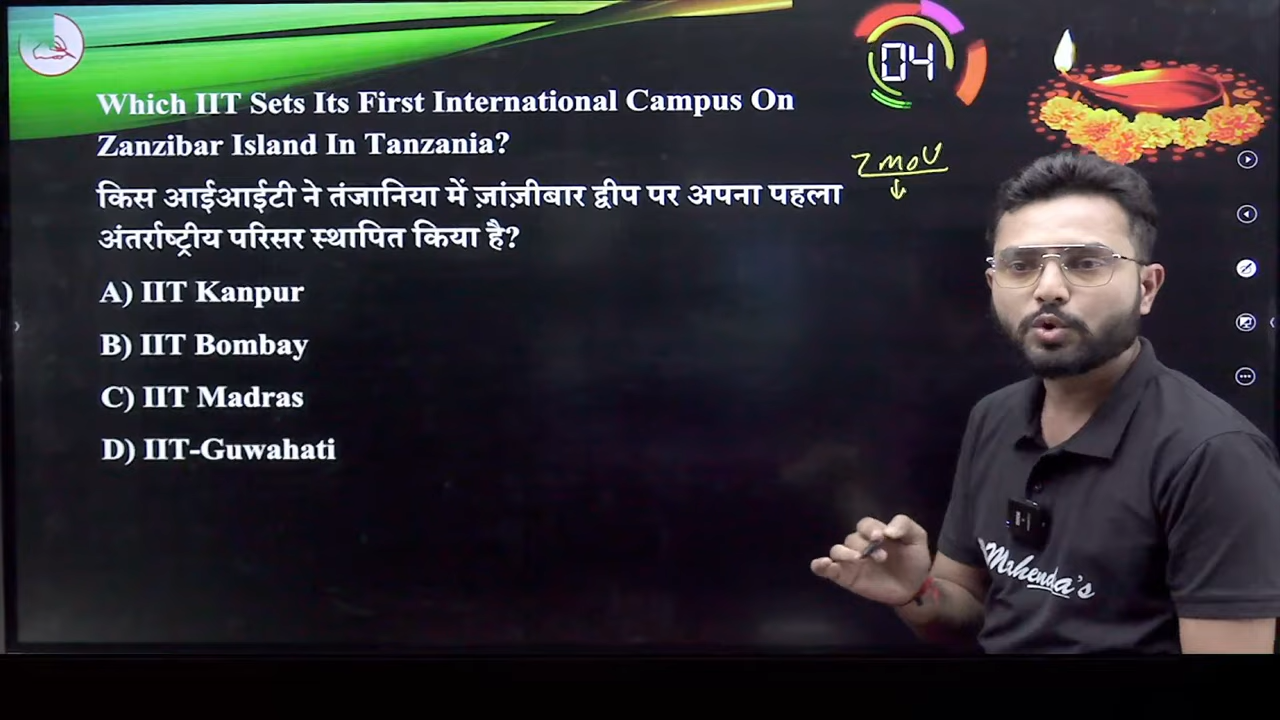 Which IIT Sets Its First International Campus On
Zanzibar Island In Tanzania?
किस आईआईटी ने तंजानिया में ज़ांज़ीबार द्वीप पर अपना पहला
अंतर्राष्ट्रीय परिसर स्थापित किया है?
A) IIT Kanpur
B) IIT Bombay
C) IIT Madras
D) IIT-Guwahati
04
7 MoU
Mahendra's